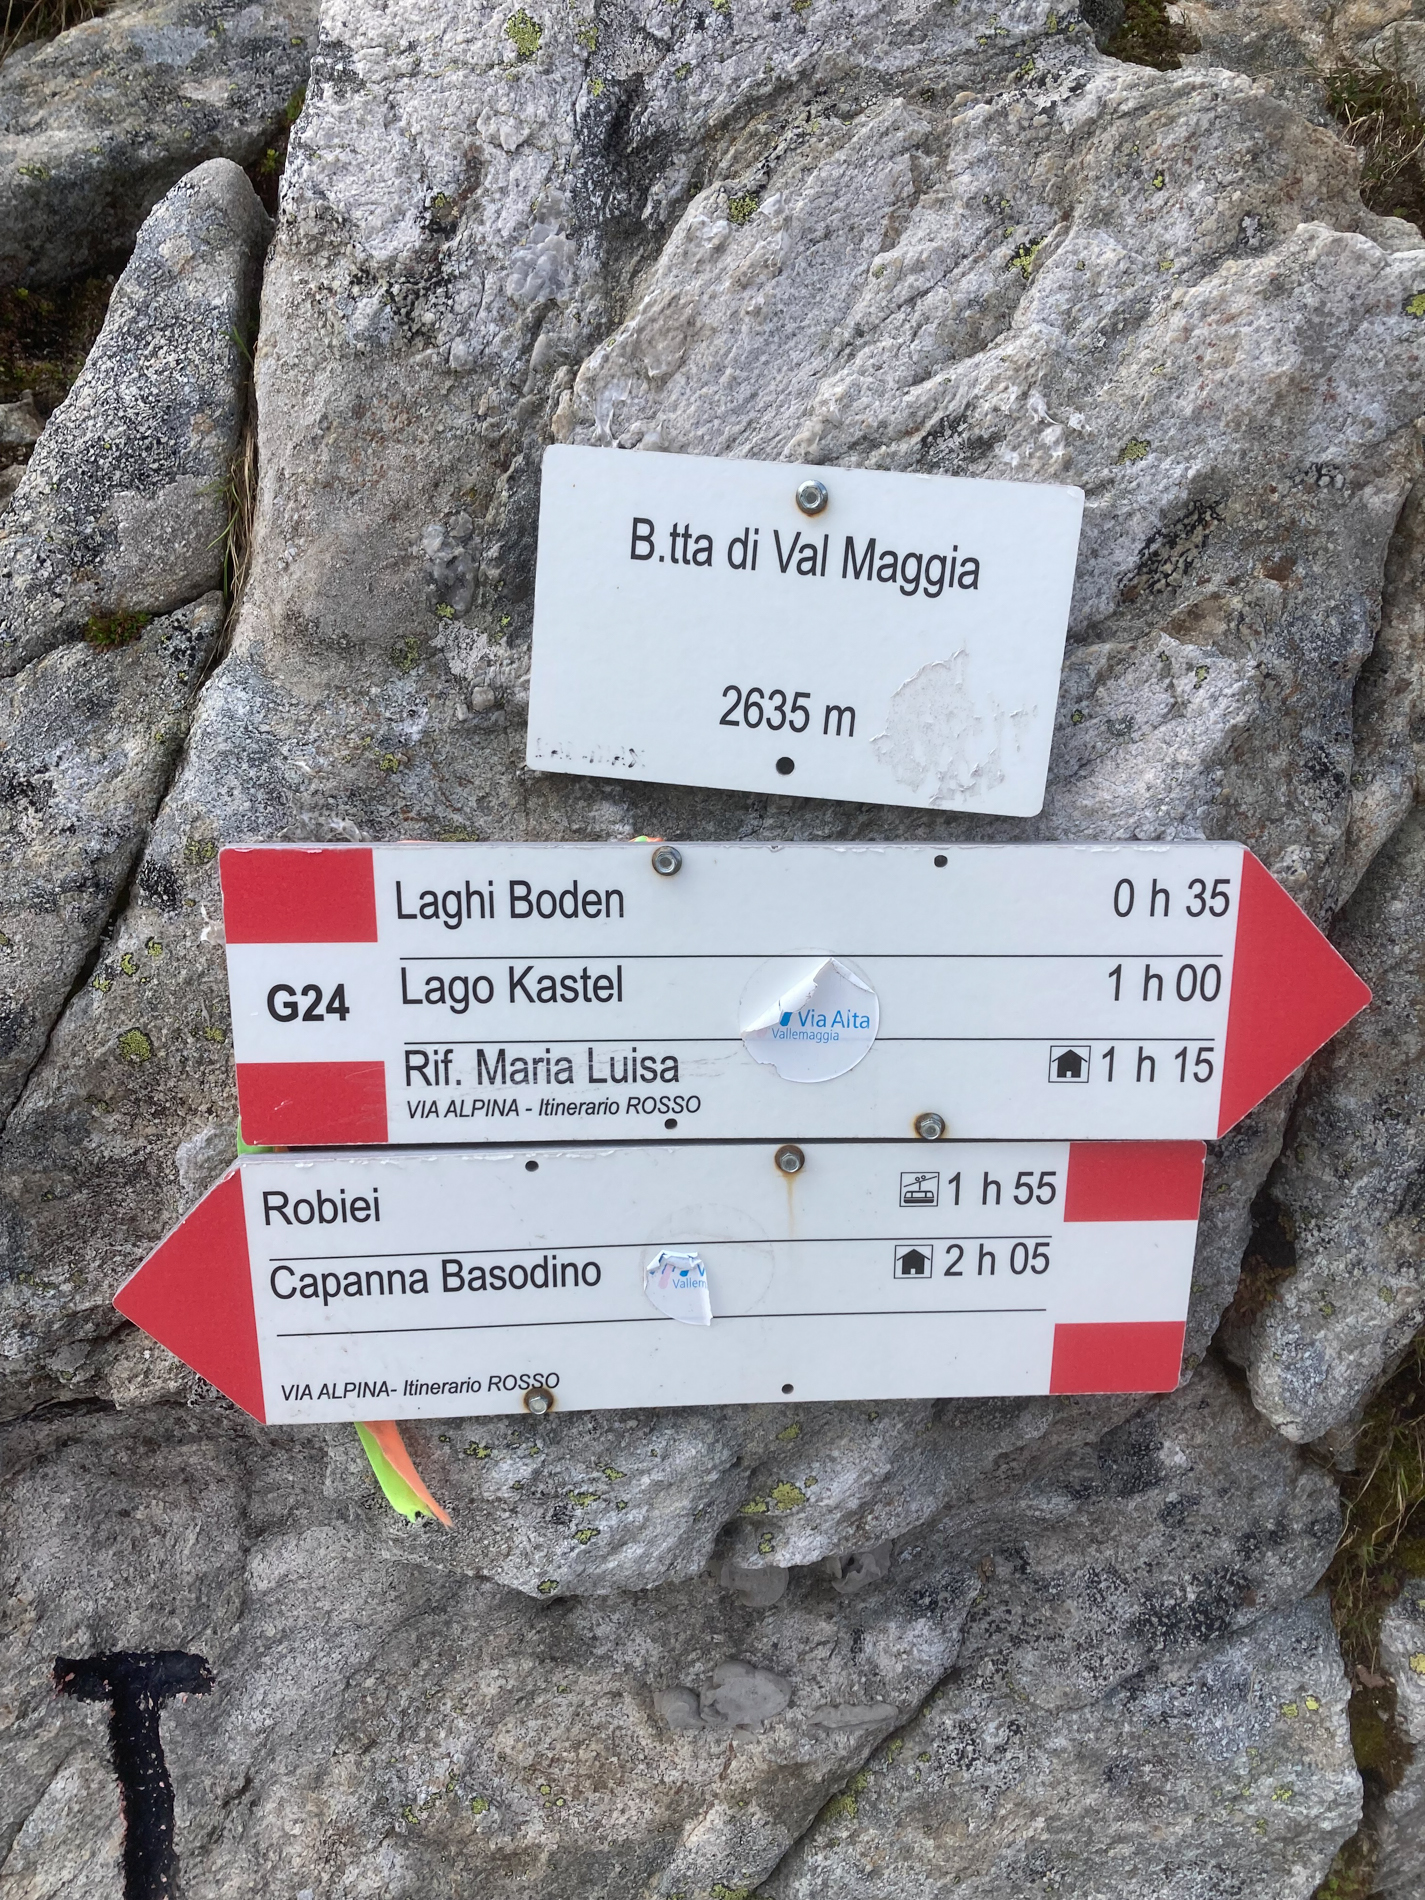 B.tta di Val Maggia
2635 m
Laghi Boden 0 h 35
G24
Lago Kastel 1 h 00
Via Alta
Vallemaggia
Rif. Maria Luisa 1 h 15
VIA ALPINA - Itinerario ROSSO
Robiei 1 h 55
Capanna Basodino 2 h 05
VIA ALPINA- Itinerario ROSSO
T